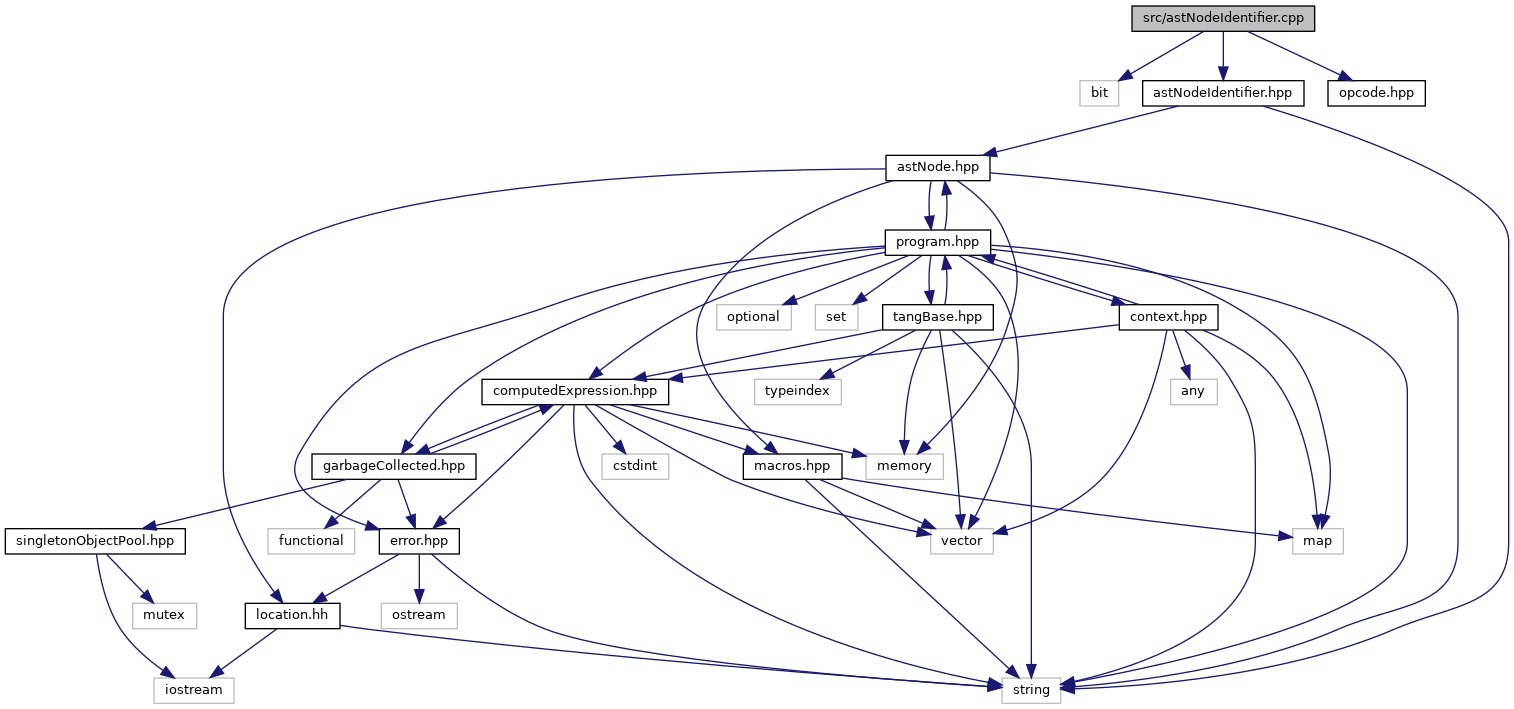 src/astNodeIdentifier.cpp
bit
astNodeIdentifier.hpp
opcode.hpp
astNode.hpp
program.hpp
optional
set
tangBase.hpp
context.hpp
computedExpression.hpp
typeindex
any
garbageCollected.hpp
cstdint
macros.hpp
memory
singletonObjectPool.hpp
functional
error.hpp
vector
map
mutex
location.hh
ostream
iostream
string